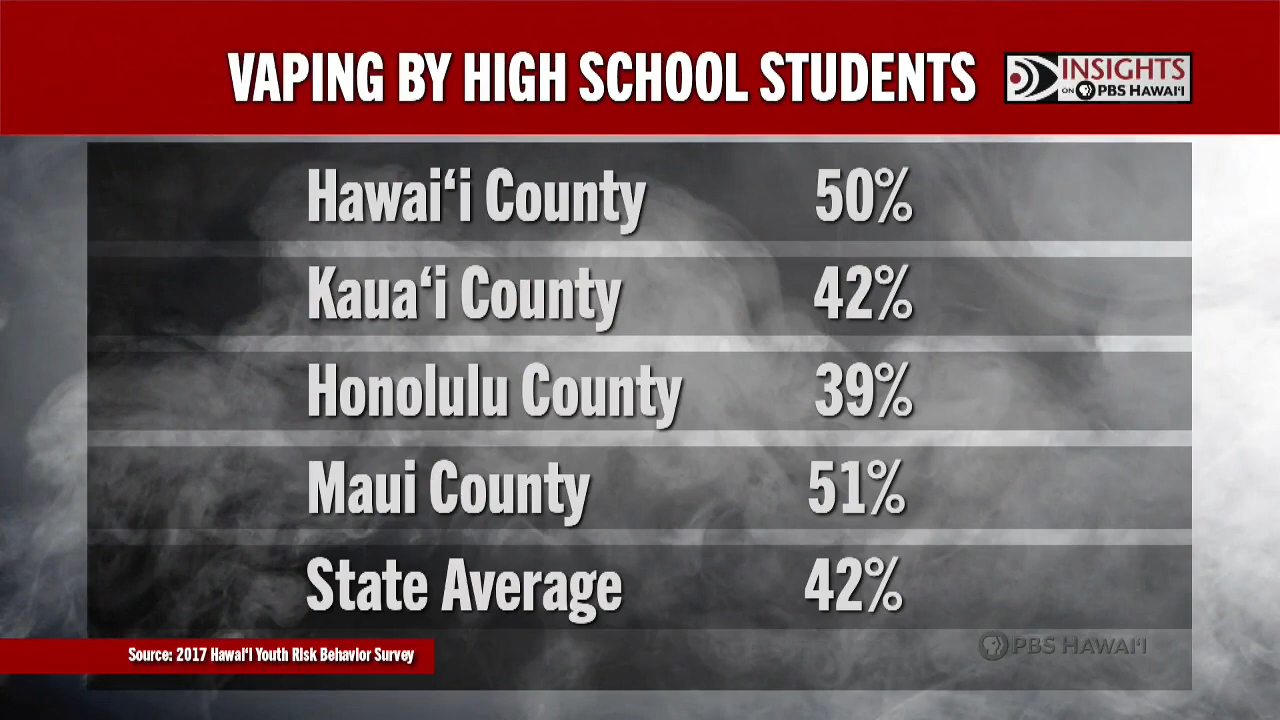 VAPING BY HIGH SCHOOL STUDENTS
INSIGHTS
ON PBS HAWAIʻI
Hawaiʻi County 50%
Kauaʻi County 42%
Honolulu County 39%
Maui County 51%
State Average 42%
PBS HAWAIʻI
Source: 2017 Hawaiʻi Youth Risk Behavior Survey